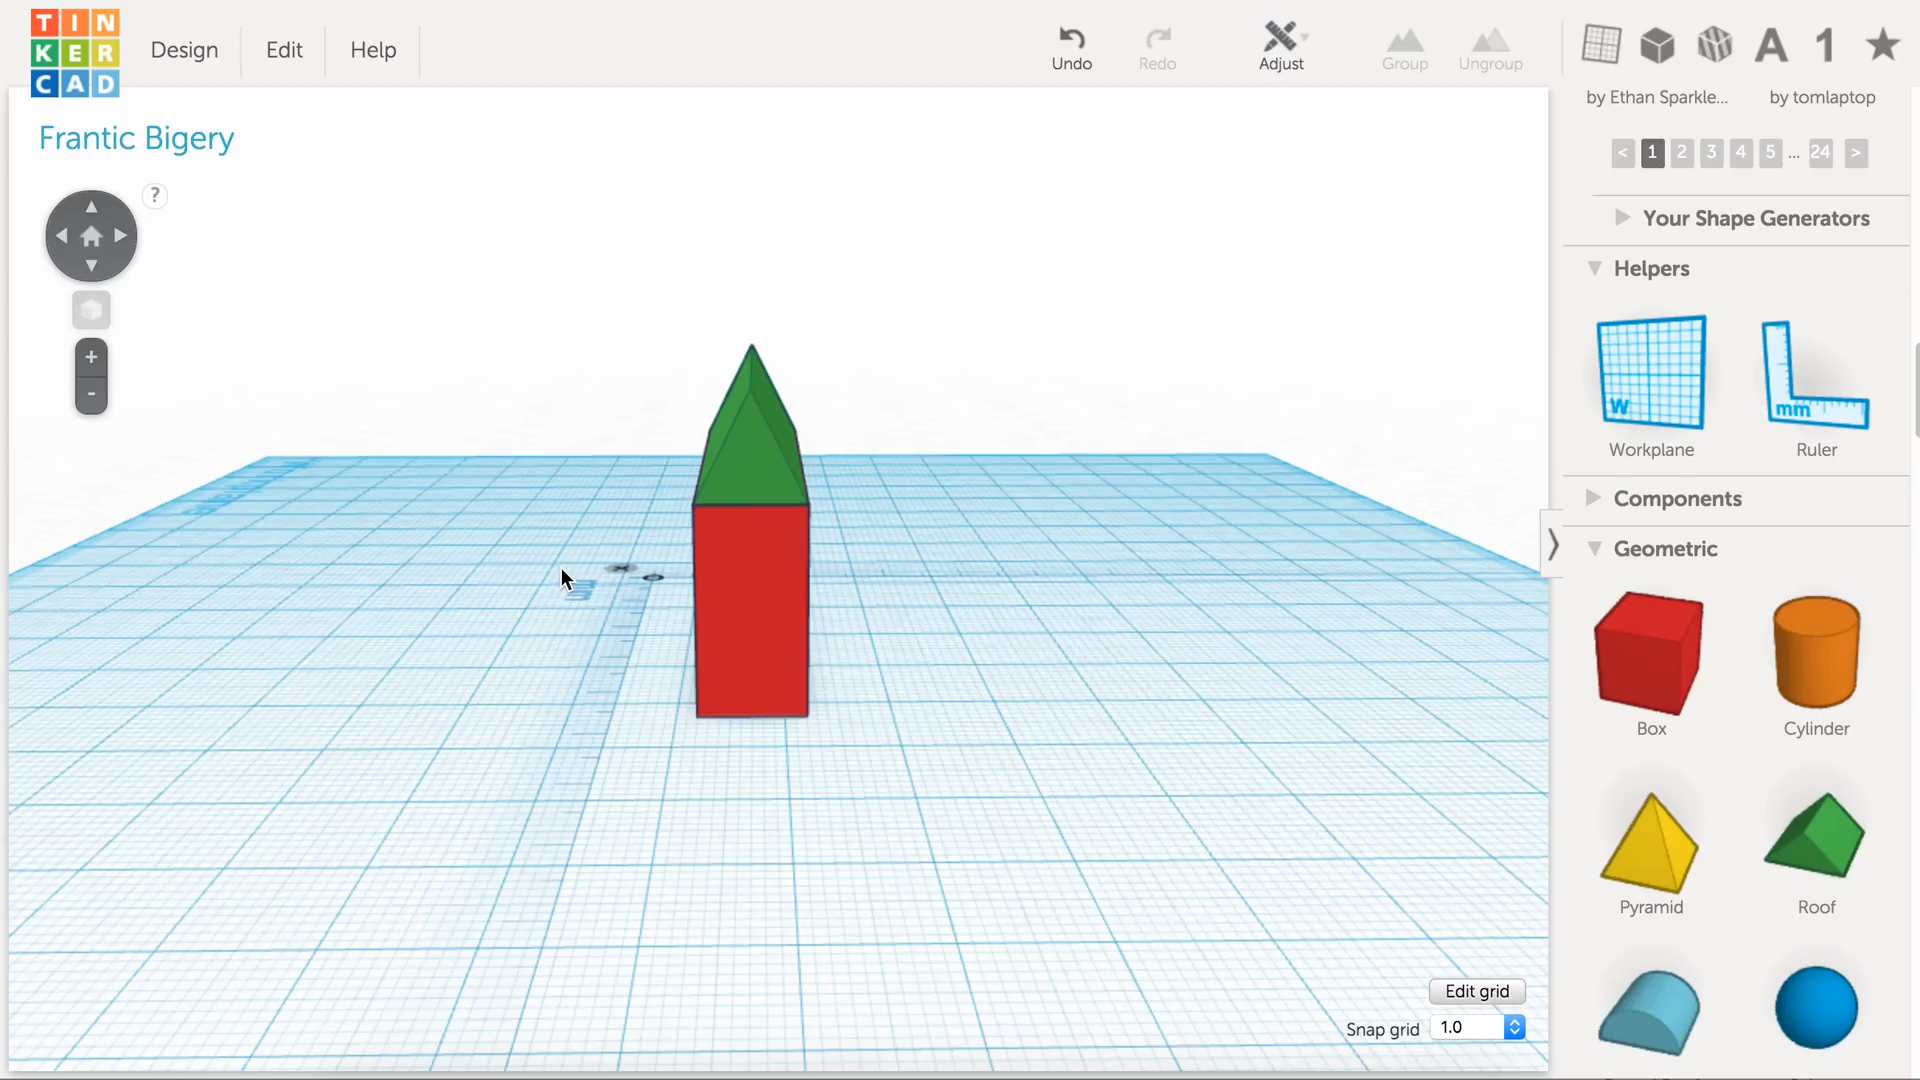 TIN
KER
CAD
Design
Edit
Help
Undo
Redo
Adjust
Group
Ungroup
A
1
by Ethan Sparkle...
by tomlaptop
< 1 2 3 4 5 ... 24 >
Frantic Bigery
?
+
-
Your Shape Generators
Helpers
W
mm
Workplane
Ruler
Components
Geometric
Box
Cylinder
Pyramid
Roof
Edit grid
Snap grid
1.0